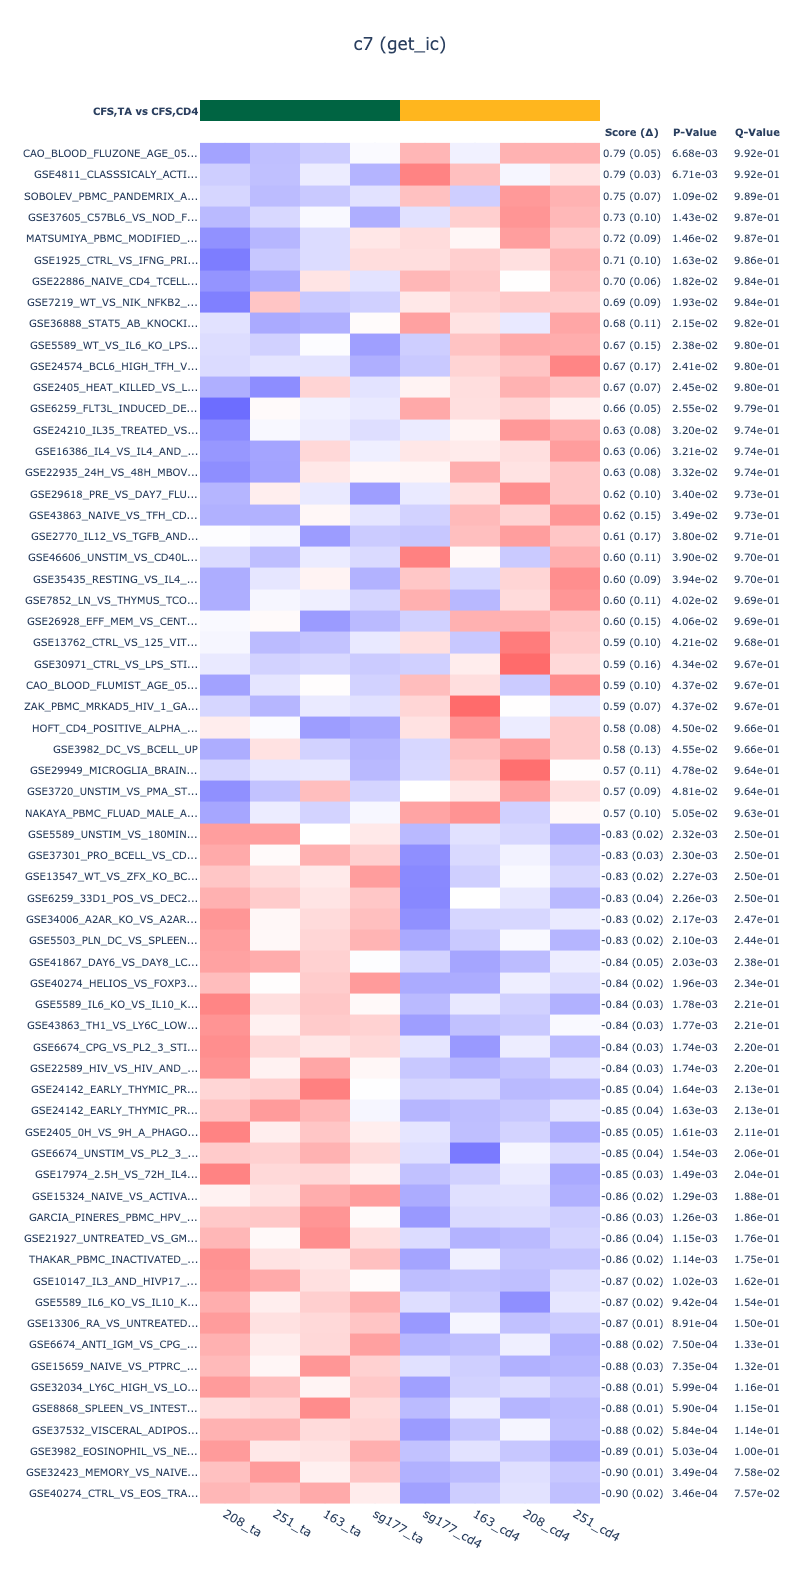 c7 (get_ic)
CFS,TA vs CFS,CD4
Score (Δ) P-Value Q-Value
CAO_BLOOD_FLUZONE_AGE_05... 0.79 (0.05) 6.68e-03 9.92e-01
GSE4811_CLASSSICALY_ACTI... 0.79 (0.03) 6.71e-03 9.92e-01
SOBOLEV_PBMC_PANDEMRIX_A... 0.75 (0.07) 1.09e-02 9.89e-01
GSE37605_C57BL6_VS_NOD_F... 0.73 (0.10) 1.43e-02 9.87e-01
MATSUMIYA_PBMC_MODIFIED_... 0.72 (0.09) 1.46e-02 9.87e-01
GSE1925_CTRL_VS_IFNG_PRI... 0.71 (0.10) 1.63e-02 9.86e-01
GSE22886_NAIVE_CD4_TCELL... 0.70 (0.06) 1.82e-02 9.84e-01
GSE7219_WT_VS_NIK_NFKB2_... 0.69 (0.09) 1.93e-02 9.84e-01
GSE36888_STAT5_AB_KNOCKI... 0.68 (0.11) 2.15e-02 9.82e-01
GSE5589_WT_VS_IL6_KO_LPS... 0.67 (0.15) 2.38e-02 9.80e-01
GSE24574_BCL6_HIGH_TFH_V... 0.67 (0.17) 2.41e-02 9.80e-01
GSE2405_HEAT_KILLED_VS_L... 0.67 (0.07) 2.45e-02 9.80e-01
GSE6259_FLT3L_INDUCED_DE... 0.66 (0.05) 2.55e-02 9.79e-01
GSE24210_IL35_TREATED_VS... 0.63 (0.08) 3.20e-02 9.74e-01
GSE16386_IL4_VS_IL4_AND_... 0.63 (0.06) 3.21e-02 9.74e-01
GSE22935_24H_VS_48H_MBOV... 0.63 (0.08) 3.32e-02 9.74e-01
GSE29618_PRE_VS_DAY7_FLU... 0.62 (0.10) 3.40e-02 9.73e-01
GSE43863_NAIVE_VS_TFH_CD... 0.62 (0.15) 3.49e-02 9.73e-01
GSE2770_IL12_VS_TGFB_AND... 0.61 (0.17) 3.80e-02 9.71e-01
GSE46606_UNSTIM_VS_CD40L... 0.60 (0.11) 3.90e-02 9.70e-01
GSE35435_RESTING_VS_IL4_... 0.60 (0.09) 3.94e-02 9.70e-01
GSE7852_LN_VS_THYMUS_TCO... 0.60 (0.11) 4.02e-02 9.69e-01
GSE26928_EFF_MEM_VS_CENT... 0.60 (0.15) 4.06e-02 9.69e-01
GSE13762_CTRL_VS_125_VIT... 0.59 (0.10) 4.21e-02 9.68e-01
GSE30971_CTRL_VS_LPS_STI... 0.59 (0.16) 4.34e-02 9.67e-01
CAO_BLOOD_FLUMIST_AGE_05... 0.59 (0.10) 4.37e-02 9.67e-01
ZAK_PBMC_MRKAD5_HIV_1_GA... 0.59 (0.07) 4.37e-02 9.67e-01
HOFT_CD4_POSITIVE_ALPHA_... 0.58 (0.08) 4.50e-02 9.66e-01
GSE3982_DC_VS_BCELL_UP 0.58 (0.13) 4.55e-02 9.66e-01
GSE29949_MICROGLIA_BRAIN... 0.57 (0.11) 4.78e-02 9.64e-01
GSE3720_UNSTIM_VS_PMA_ST... 0.57 (0.09) 4.81e-02 9.64e-01
NAKAYA_PBMC_FLUAD_MALE_A... 0.57 (0.10) 5.05e-02 9.63e-01
GSE5589_UNSTIM_VS_180MIN... -0.83 (0.02) 2.32e-03 2.50e-01
GSE37301_PRO_BCELL_VS_CD... -0.83 (0.03) 2.30e-03 2.50e-01
GSE13547_WT_VS_ZFX_KO_BC... -0.83 (0.02) 2.27e-03 2.50e-01
GSE6259_33D1_POS_VS_DEC2... -0.83 (0.04) 2.26e-03 2.50e-01
GSE34006_A2AR_KO_VS_A2AR... -0.83 (0.02) 2.17e-03 2.47e-01
GSE5503_PLN_DC_VS_SPLEEN... -0.83 (0.02) 2.10e-03 2.44e-01
GSE41867_DAY6_VS_DAY8_LC... -0.84 (0.05) 2.03e-03 2.38e-01
GSE40274_HELIOS_VS_FOXP3... -0.84 (0.02) 1.96e-03 2.34e-01
GSE5589_IL6_KO_VS_IL10_K... -0.84 (0.03) 1.78e-03 2.21e-01
GSE43863_TH1_VS_LY6C_LOW... -0.84 (0.03) 1.77e-03 2.21e-01
GSE6674_CPG_VS_PL2_3_STI... -0.84 (0.03) 1.74e-03 2.20e-01
GSE22589_HIV_VS_HIV_AND_... -0.84 (0.03) 1.74e-03 2.20e-01
GSE24142_EARLY_THYMIC_PR... -0.85 (0.04) 1.64e-03 2.13e-01
GSE24142_EARLY_THYMIC_PR... -0.85 (0.04) 1.63e-03 2.13e-01
GSE2405_0H_VS_9H_A_PHAGO... -0.85 (0.05) 1.61e-03 2.11e-01
GSE6674_UNSTIM_VS_PL2_3_... -0.85 (0.04) 1.54e-03 2.06e-01
GSE17974_2.5H_VS_72H_IL4... -0.85 (0.03) 1.49e-03 2.04e-01
GSE15324_NAIVE_VS_ACTIVA... -0.86 (0.02) 1.29e-03 1.88e-01
GARCIA_PINERES_PBMC_HPV_... -0.86 (0.03) 1.26e-03 1.86e-01
GSE21927_UNTREATED_VS_GM... -0.86 (0.04) 1.15e-03 1.76e-01
THAKAR_PBMC_INACTIVATED_... -0.86 (0.02) 1.14e-03 1.75e-01
GSE10147_IL3_AND_HIVP17_... -0.87 (0.02) 1.02e-03 1.62e-01
GSE5589_IL6_KO_VS_IL10_K... -0.87 (0.02) 9.42e-04 1.54e-01
GSE13306_RA_VS_UNTREATED... -0.87 (0.01) 8.91e-04 1.50e-01
GSE6674_ANTI_IGM_VS_CPG_... -0.88 (0.02) 7.50e-04 1.33e-01
GSE15659_NAIVE_VS_PTPRC_... -0.88 (0.03) 7.35e-04 1.32e-01
GSE32034_LY6C_HIGH_VS_LO... -0.88 (0.01) 5.99e-04 1.16e-01
GSE8868_SPLEEN_VS_INTEST... -0.88 (0.01) 5.90e-04 1.15e-01
GSE37532_VISCERAL_ADIPOS... -0.88 (0.02) 5.84e-04 1.14e-01
GSE3982_EOSINOPHIL_VS_NE... -0.89 (0.01) 5.03e-04 1.00e-01
GSE32423_MEMORY_VS_NAIVE... -0.90 (0.01) 3.49e-04 7.58e-02
GSE40274_CTRL_VS_EOS_TRA... -0.90 (0.02) 3.46e-04 7.57e-02
208_ta 251_ta 163_ta sg177_ta sg177_cd4 163_cd4 208_cd4 251_cd4